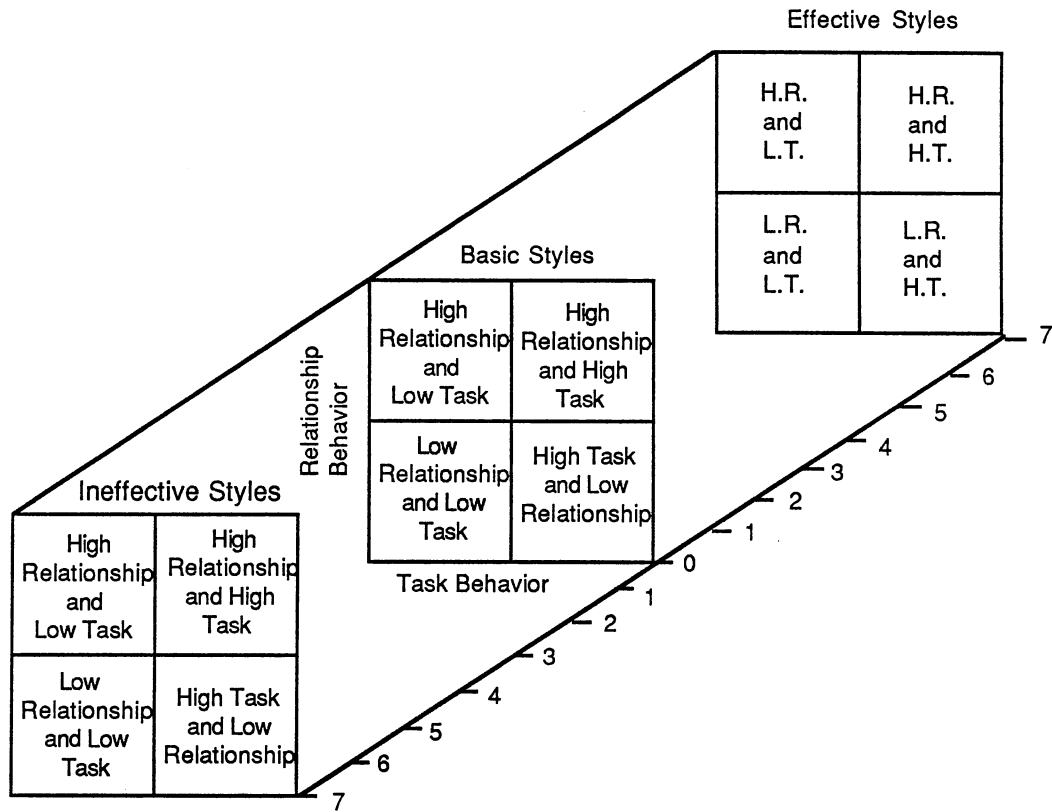 Effective Styles
H.R.
and
L.T.
H.R.
and
H.T.
L.R.
and
L.T.
L.R.
and
H.T.
Basic Styles
High
Relationship
and
Low Task
High
Relationship
and High
Task
Low
Relationship
and Low
Task
High Task
and Low
Relationship
Relationship
Behavior
Task Behavior
Ineffective Styles
High
Relationship
and
Low Task
High
Relationship
and High
Task
Low
Relationship
and Low
Task
High Task
and Low
Relationship
7
6
5
4
3
2
1
0
1
2
3
4
5
6
7